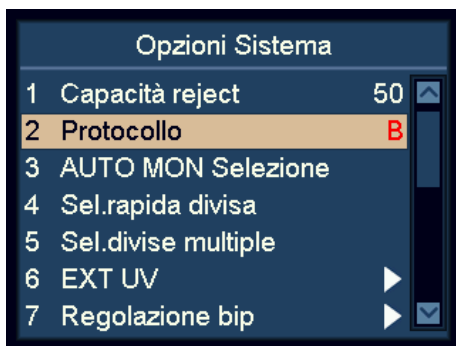 Opzioni Sistema
1 Capacità reject 50
2 Protocollo B
3 AUTO MON Selezione
4 Sel.rapida divisa
5 Sel.divise multiple
6 EXT UV
7 Regolazione bip